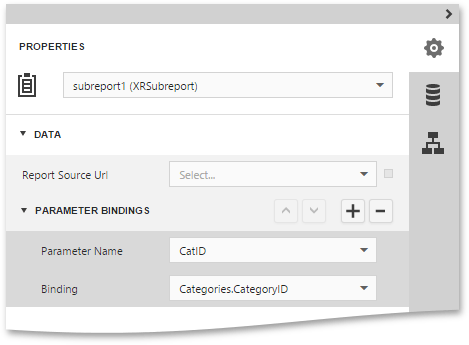 PROPERTIES
subreport1 (XRSubreport)
DATA
Report Source Url Select...
PARAMETER BINDINGS
Parameter Name CatID
Binding Categories.CategoryID